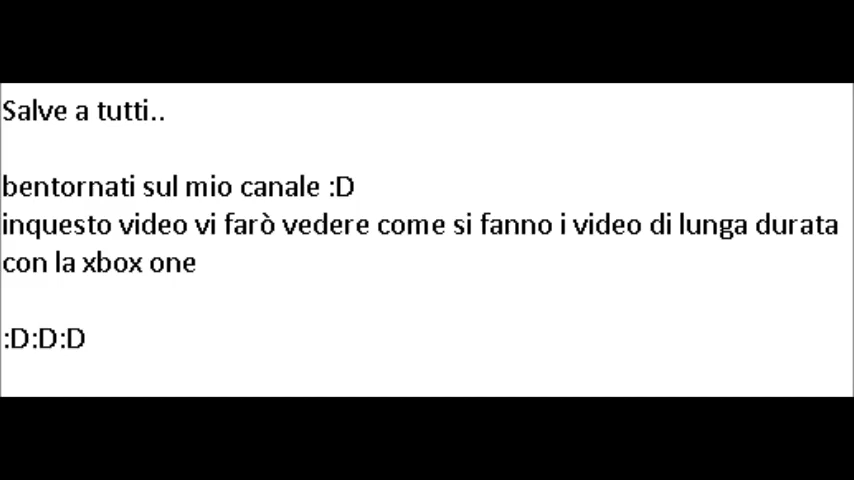 Salve a tutti..
bentornati sul mio canale :D
inquesto video vi farò vedere come si fanno i video di lunga durata
con la xbox one
:D:D:D